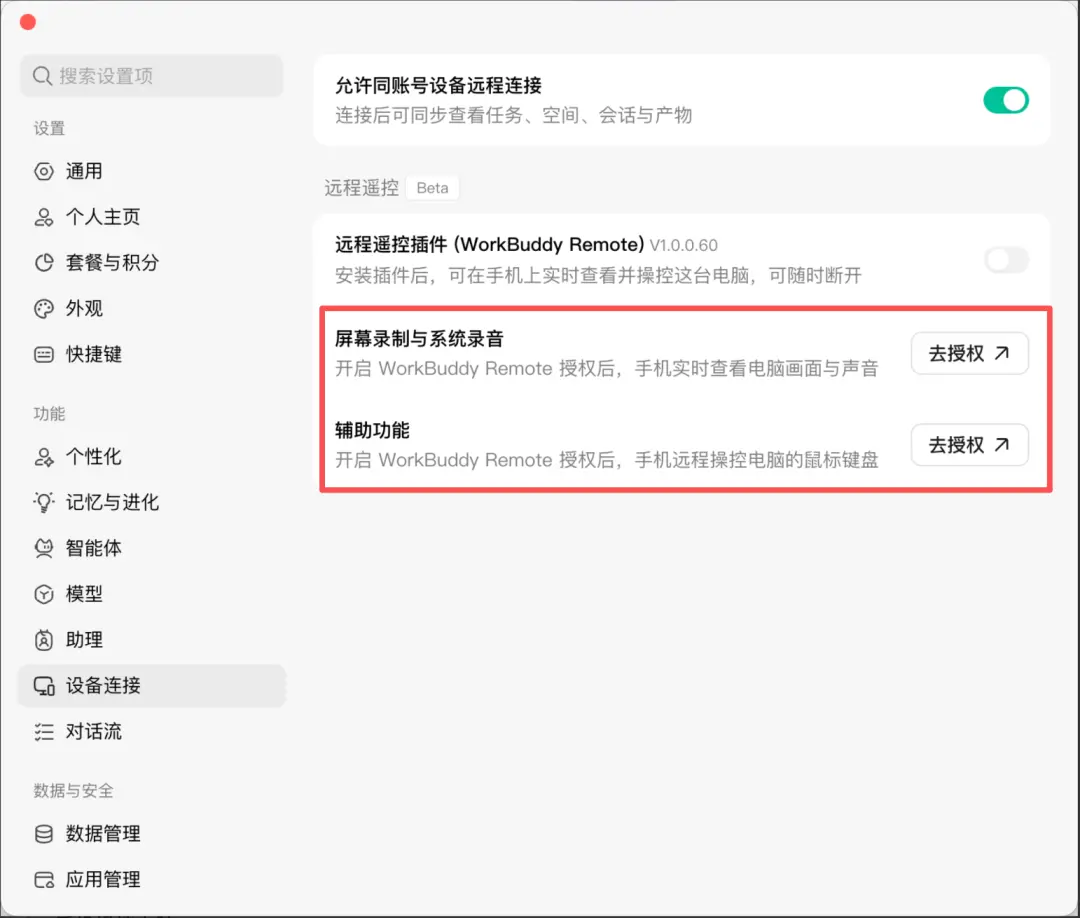 搜索设置项
设置
通用
个人主页
套餐与积分
外观
快捷键
功能
个性化
记忆与进化
智能体
模型
助理
设备连接
对话流
数据与安全
数据管理
应用管理
允许同账号设备远程连接
连接后可同步查看任务、空间、会话与产物
远程遥控 Beta
远程遥控插件 (WorkBuddy Remote) V1.0.0.60
安装插件后，可在手机上实时查看并操控这台电脑，可随时断开
屏幕录制与系统录音
开启 WorkBuddy Remote 授权后，手机实时查看电脑画面与声音
去授权
辅助功能
开启 WorkBuddy Remote 授权后，手机远程操控电脑的鼠标键盘
去授权